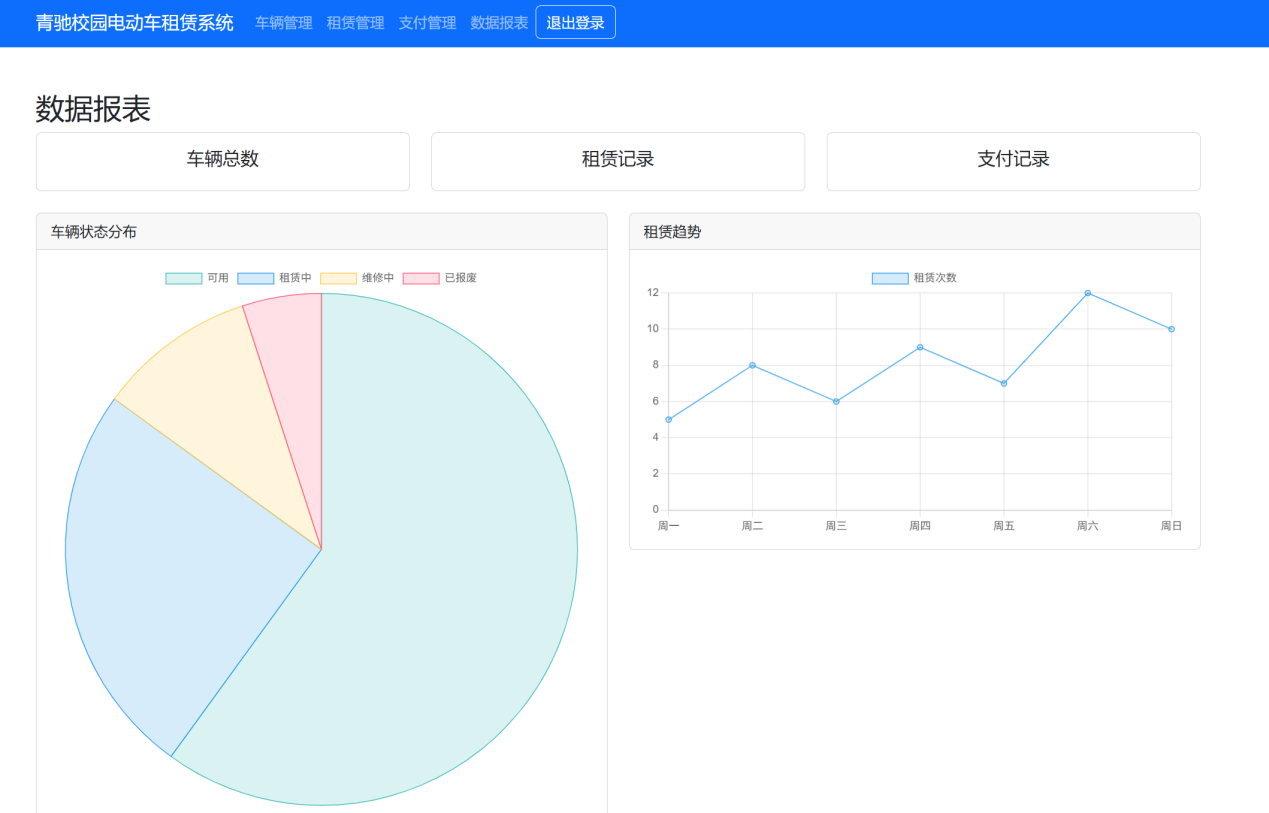 青驰校园电动车租赁系统 车辆管理 租赁管理 支付管理 数据报表 退出登录
数据报表
车辆总数 租赁记录 支付记录
车辆状态分布
可用 租赁中 维修中 已报废
租赁趋势
租赁次数
12
10
8
6
4
2
0
周一 周二 周三 周四 周五 周六 周日